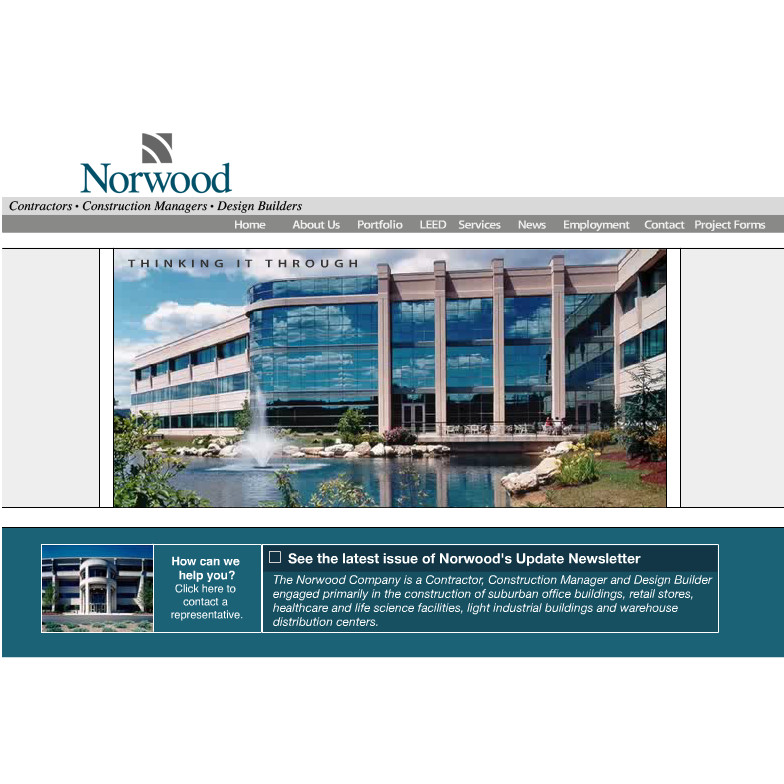 Norwood
Contractors • Construction Managers • Design Builders
Home About Us Portfolio LEED Services News Employment Contact Project Forms
THINKING IT THROUGH
How can we
help you?
Click here to
contact a
representative.
See the latest issue of Norwood's Update Newsletter
The Norwood Company is a Contractor, Construction Manager and Design Builder
engaged primarily in the construction of suburban office buildings, retail stores,
healthcare and life science facilities, light industrial buildings and warehouse
distribution centers.